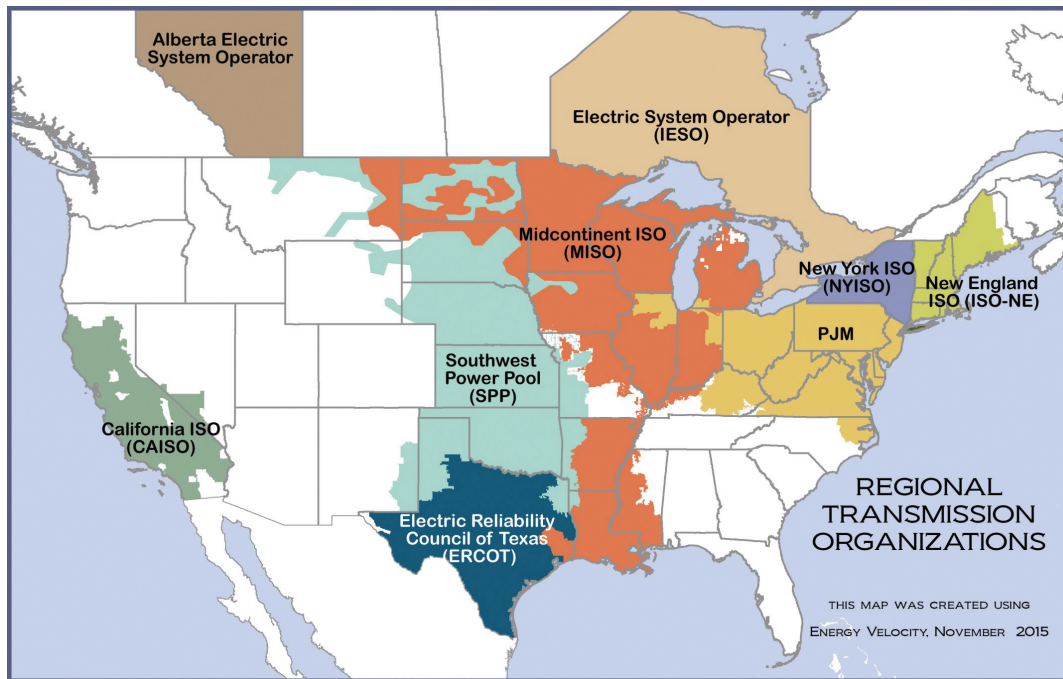 Alberta Electric
System Operator
Electric System Operator
(IESO)
Midcontinent ISO
(MISO)
New York ISO
(NYISO)
New England
ISO (ISO-NE)
PJM
Southwest
Power Pool
(SPP)
California ISO
(CAISO)
Electric Reliability
Council of Texas
(ERCOT)
REGIONAL
TRANSMISSION
ORGANIZATIONS
THIS MAP WAS CREATED USING
ENERGY VELOCITY, NOVEMBER 2015